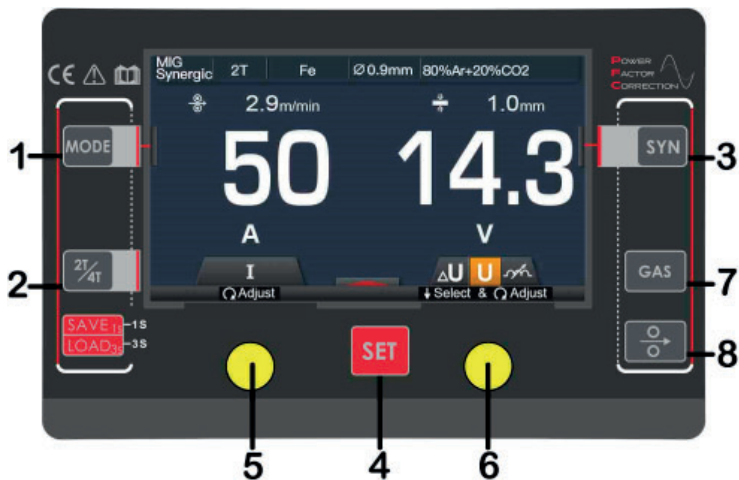 MIG
Synergic
2T
Fe
Ø0.9mm
80%Ar+20%CO2
POWER
FACTOR
CORRECTION
CE
2.9m/min
1.0mm
1
MODE
50
14.3
SYN
3
A
V
2
2T/4T
I
ΔU U
GAS
7
Adjust
Select & Adjust
SAVE1s
1S
LOAD3s
3S
SET
8
5
4
6